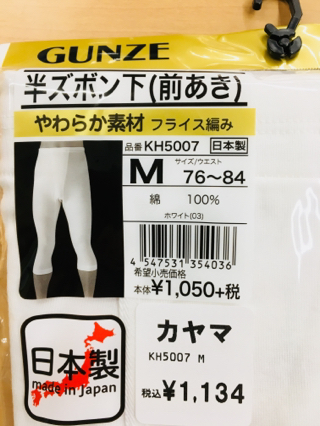 GUNZE
半ズボン下(前あき)
やわらか素材 フライス編み
品番 KH5007 日本製
サイズ/ウエスト
M 76〜84
綿 100%
ホワイト(03)
4 547531 354036
希望小売価格
本体¥1,050+税
日本製
made in Japan
カヤマ
KH5007 M
税込¥1,134